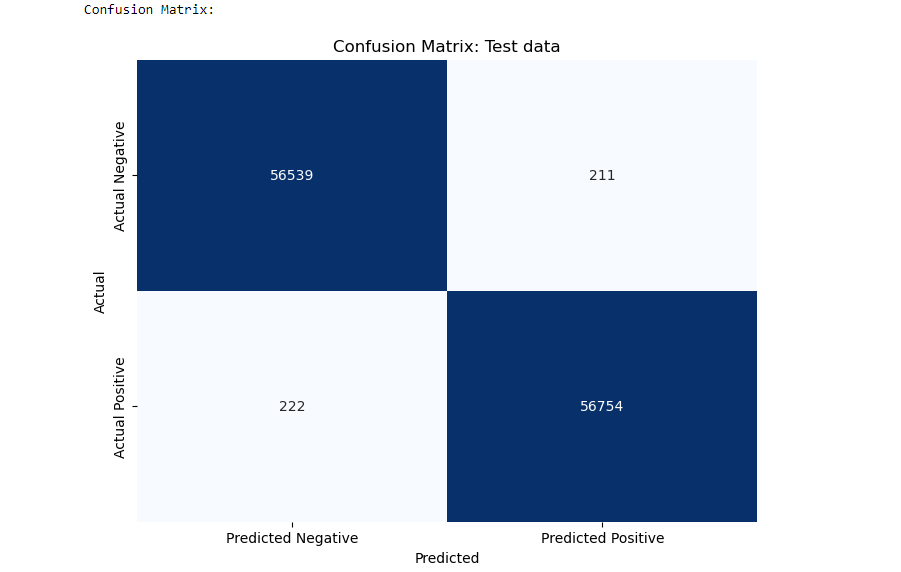 Confusion Matrix:
Confusion Matrix: Test data
Actual Negative
56539
211
Actual
Actual Positive
222
56754
Predicted Negative
Predicted Positive
Predicted